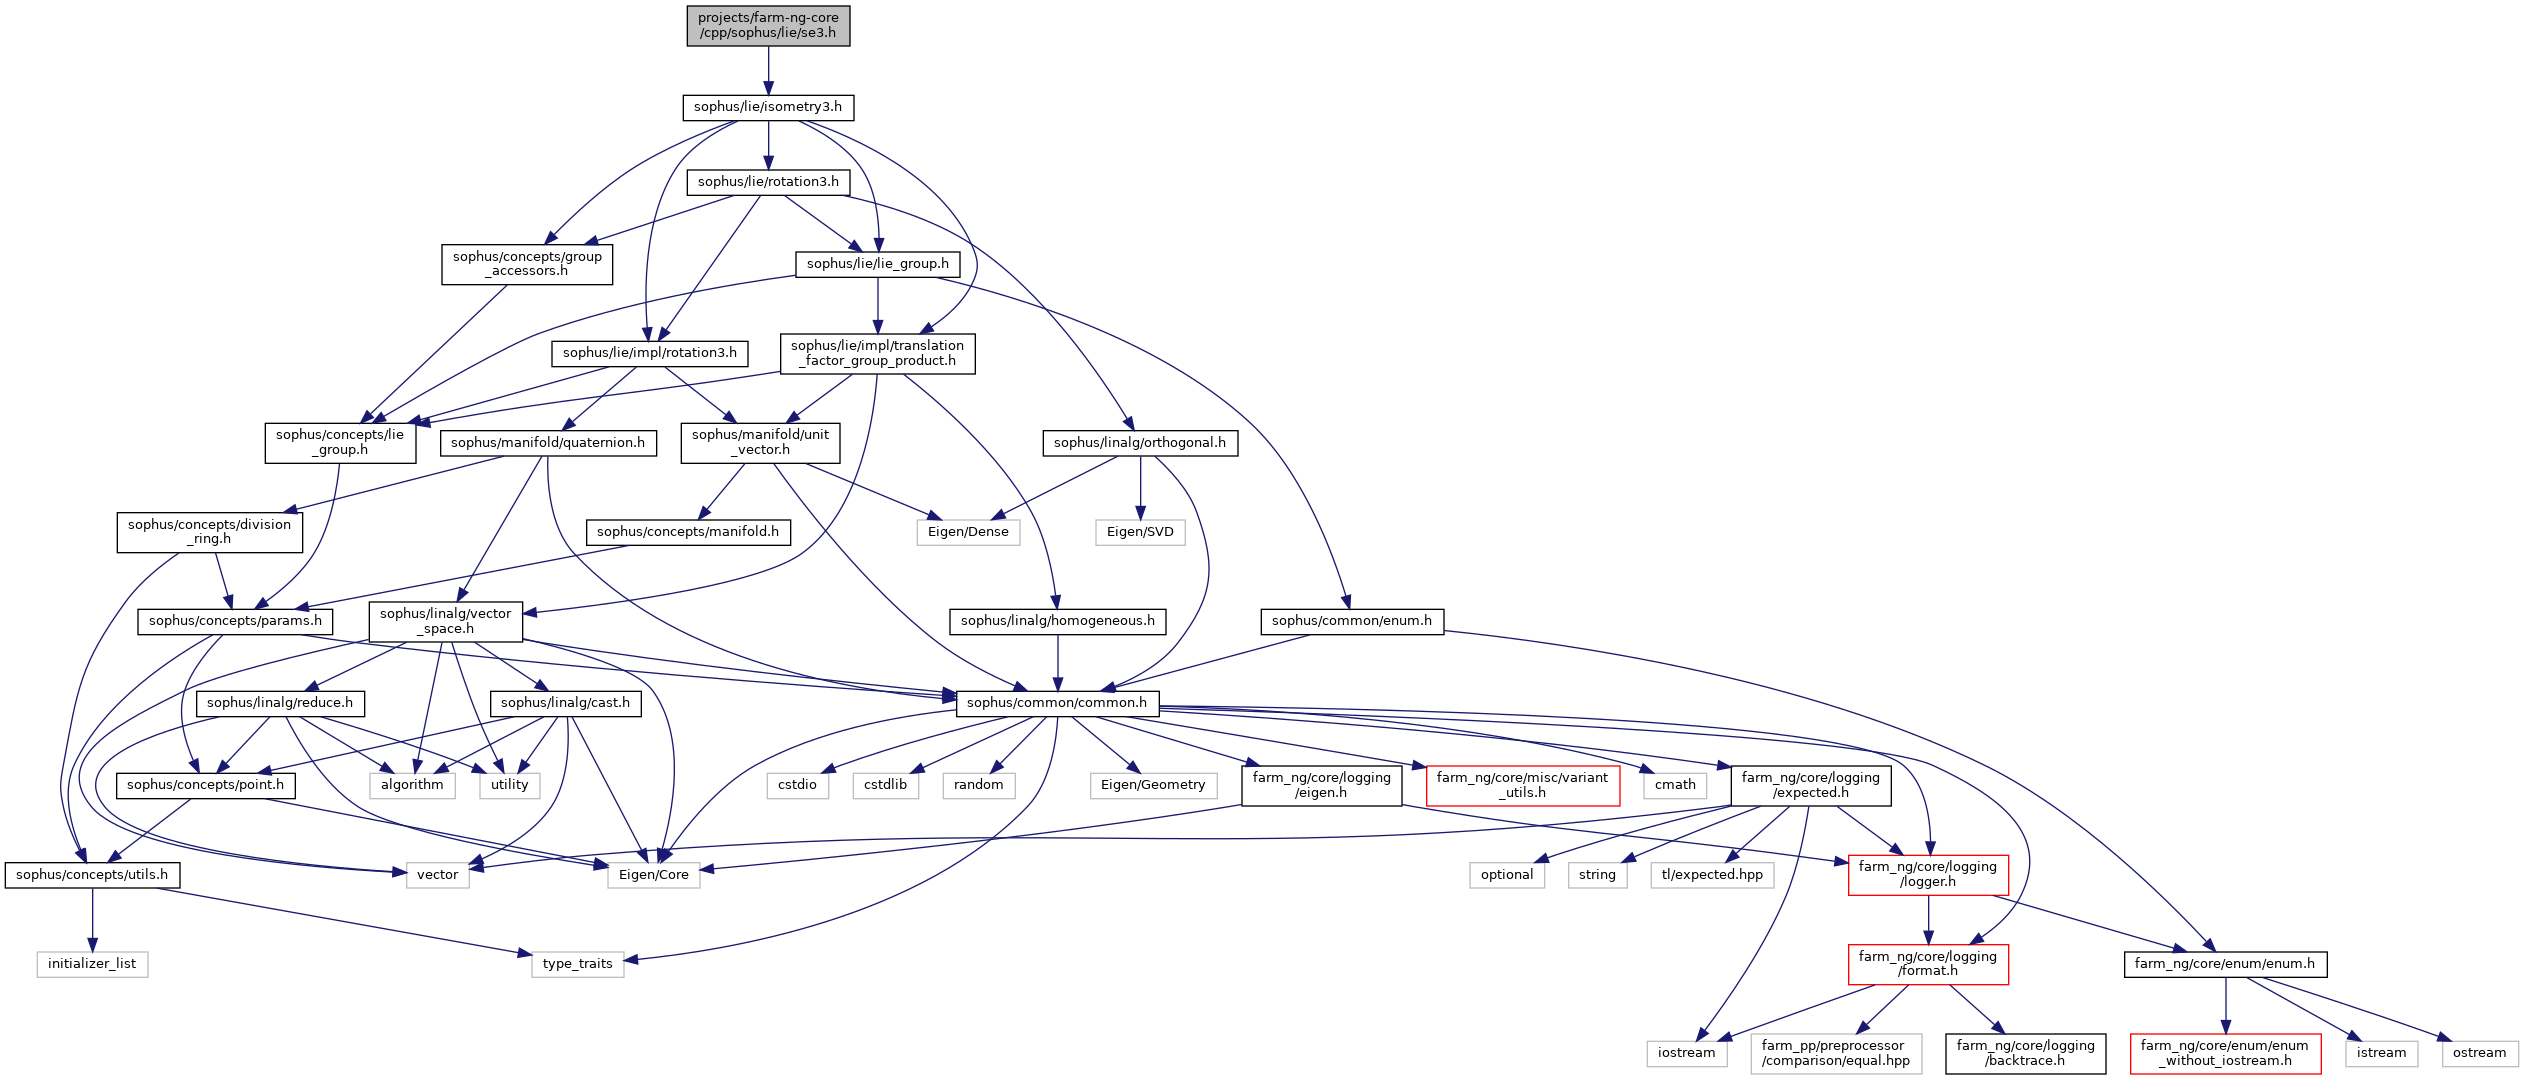 projects/farm-ng-core
/cpp/sophus/lie/se3.h
sophus/lie/isometry3.h
sophus/lie/rotation3.h
sophus/concepts/group
_accessors.h
sophus/lie/lie_group.h
sophus/lie/impl/rotation3.h
sophus/lie/impl/translation
_factor_group_product.h
sophus/concepts/lie
_group.h
sophus/manifold/quaternion.h
sophus/manifold/unit
_vector.h
sophus/linalg/orthogonal.h
sophus/concepts/division
_ring.h
sophus/concepts/manifold.h
Eigen/Dense
Eigen/SVD
sophus/concepts/params.h
sophus/linalg/vector
_space.h
sophus/linalg/homogeneous.h
sophus/common/enum.h
sophus/linalg/reduce.h
sophus/linalg/cast.h
sophus/common/common.h
sophus/concepts/point.h
algorithm
utility
cstdio
cstdlib
random
Eigen/Geometry
farm_ng/core/logging
/eigen.h
farm_ng/core/misc/variant
_utils.h
cmath
farm_ng/core/logging
/expected.h
sophus/concepts/utils.h
vector
Eigen/Core
optional
string
tl/expected.hpp
farm_ng/core/logging
/logger.h
initializer_list
type_traits
farm_ng/core/logging
/format.h
farm_ng/core/enum/enum.h
iostream
farm_pp/preprocessor
/comparison/equal.hpp
farm_ng/core/logging
/backtrace.h
farm_ng/core/enum/enum
_without_iostream.h
istream
ostream